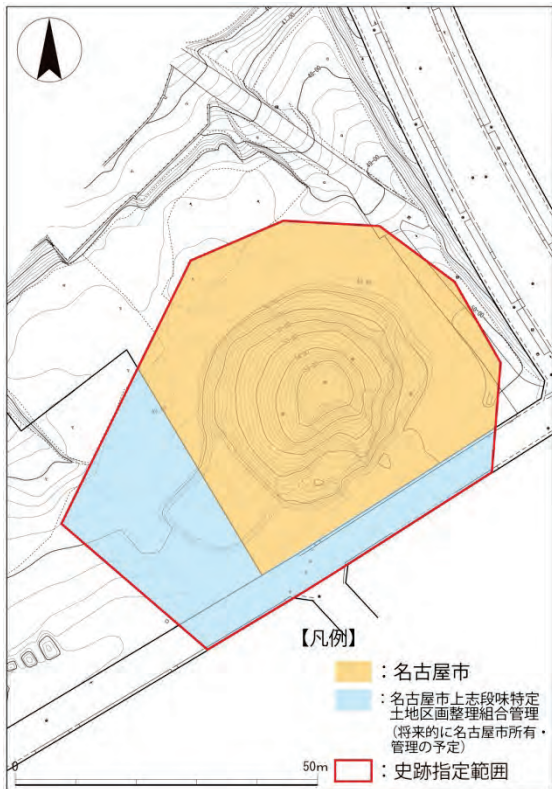 【凡例】
：名古屋市
：名古屋市上志段味特定
土地区画整理組合管理
(将来的に名古屋市所有・
管理の予定)
0
50m
：史跡指定範囲